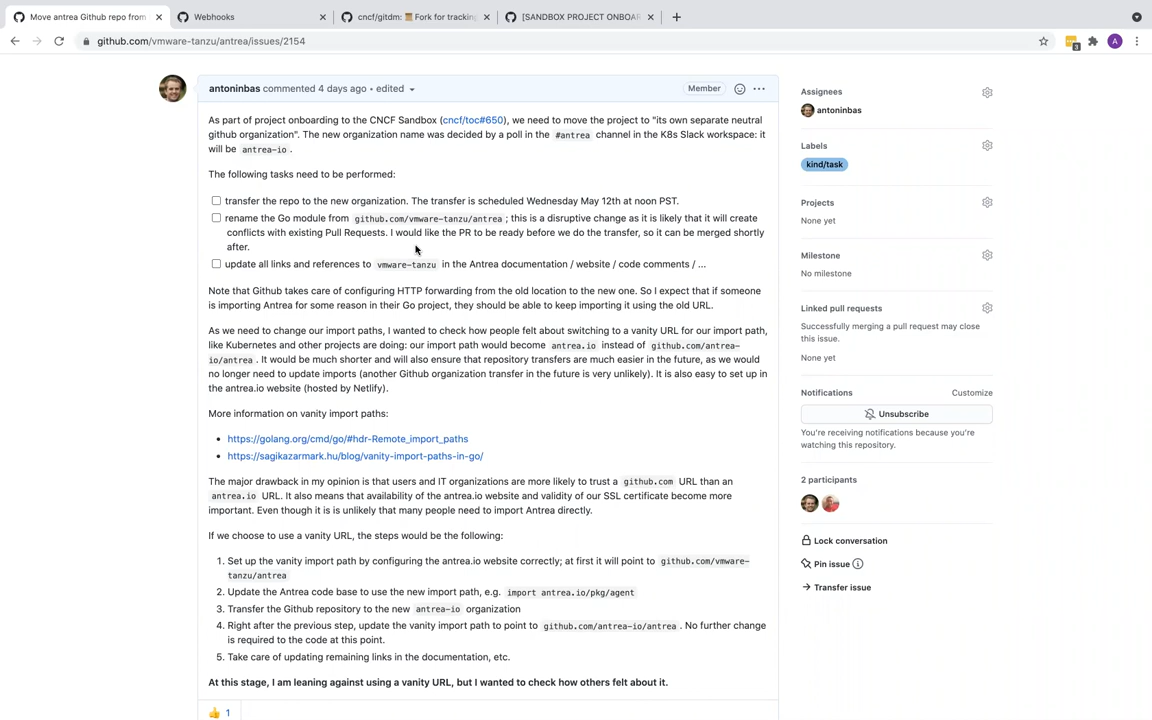 Move antrea Github repo from
Webhooks
cncf/gitdm: Fork for tracking
[SANDBOX PROJECT ONBOAR
github.com/vmware-tanzu/antrea/issues/2154
3
A
antoninbas commented 4 days ago • edited
Member
As part of project onboarding to the CNCF Sandbox (cncf/toc#650), we need to move the project to "its own separate neutral
github organization". The new organization name was decided by a poll in the #antrea channel in the K8s Slack workspace: it
will be antrea-io .
The following tasks need to be performed:
transfer the repo to the new organization. The transfer is scheduled Wednesday May 12th at noon PST.
rename the Go module from github.com/vmware-tanzu/antrea ; this is a disruptive change as it is likely that it will create
conflicts with existing Pull Requests. I would like the PR to be ready before we do the transfer, so it can be merged shortly
after.
update all links and references to vmware-tanzu in the Antrea documentation / website / code comments / ...
Note that Github takes care of configuring HTTP forwarding from the old location to the new one. So I expect that if someone
is importing Antrea for some reason in their Go project, they should be able to keep importing it using the old URL.
As we need to change our import paths, I wanted to check how people felt about switching to a vanity URL for our import path,
like Kubernetes and other projects are doing: our import path would become antrea.io instead of github.com/antrea-
io/antrea . It would be much shorter and will also ensure that repository transfers are much easier in the future, as we would
no longer need to update imports (another Github organization transfer in the future is very unlikely). It is also easy to set up in
the antrea.io website (hosted by Netlify).
More information on vanity import paths:
• https://golang.org/cmd/go/#hdr-Remote_import_paths
• https://sagikazarmark.hu/blog/vanity-import-paths-in-go/
The major drawback in my opinion is that users and IT organizations are more likely to trust a github.com URL than an
antrea.io URL. It also means that availability of the antrea.io website and validity of our SSL certificate become more
important. Even though it is is unlikely that many people need to import Antrea directly.
If we choose to use a vanity URL, the steps would be the following:
1. Set up the vanity import path by configuring the antrea.io website correctly; at first it will point to github.com/vmware-
tanzu/antrea
2. Update the Antrea code base to use the new import path, e.g. import antrea.io/pkg/agent
3. Transfer the Github repository to the new antrea-io organization
4. Right after the previous step, update the vanity import path to point to github.com/antrea-io/antrea . No further change
is required to the code at this point.
5. Take care of updating remaining links in the documentation, etc.
At this stage, I am leaning against using a vanity URL, but I wanted to check how others felt about it.
👍 1
Assignees
antoninbas
Labels
kind/task
Projects
None yet
Milestone
No milestone
Linked pull requests
Successfully merging a pull request may close
this issue.
None yet
Notifications
Customize
Unsubscribe
You're receiving notifications because you're
watching this repository.
2 participants
Lock conversation
Pin issue
Transfer issue